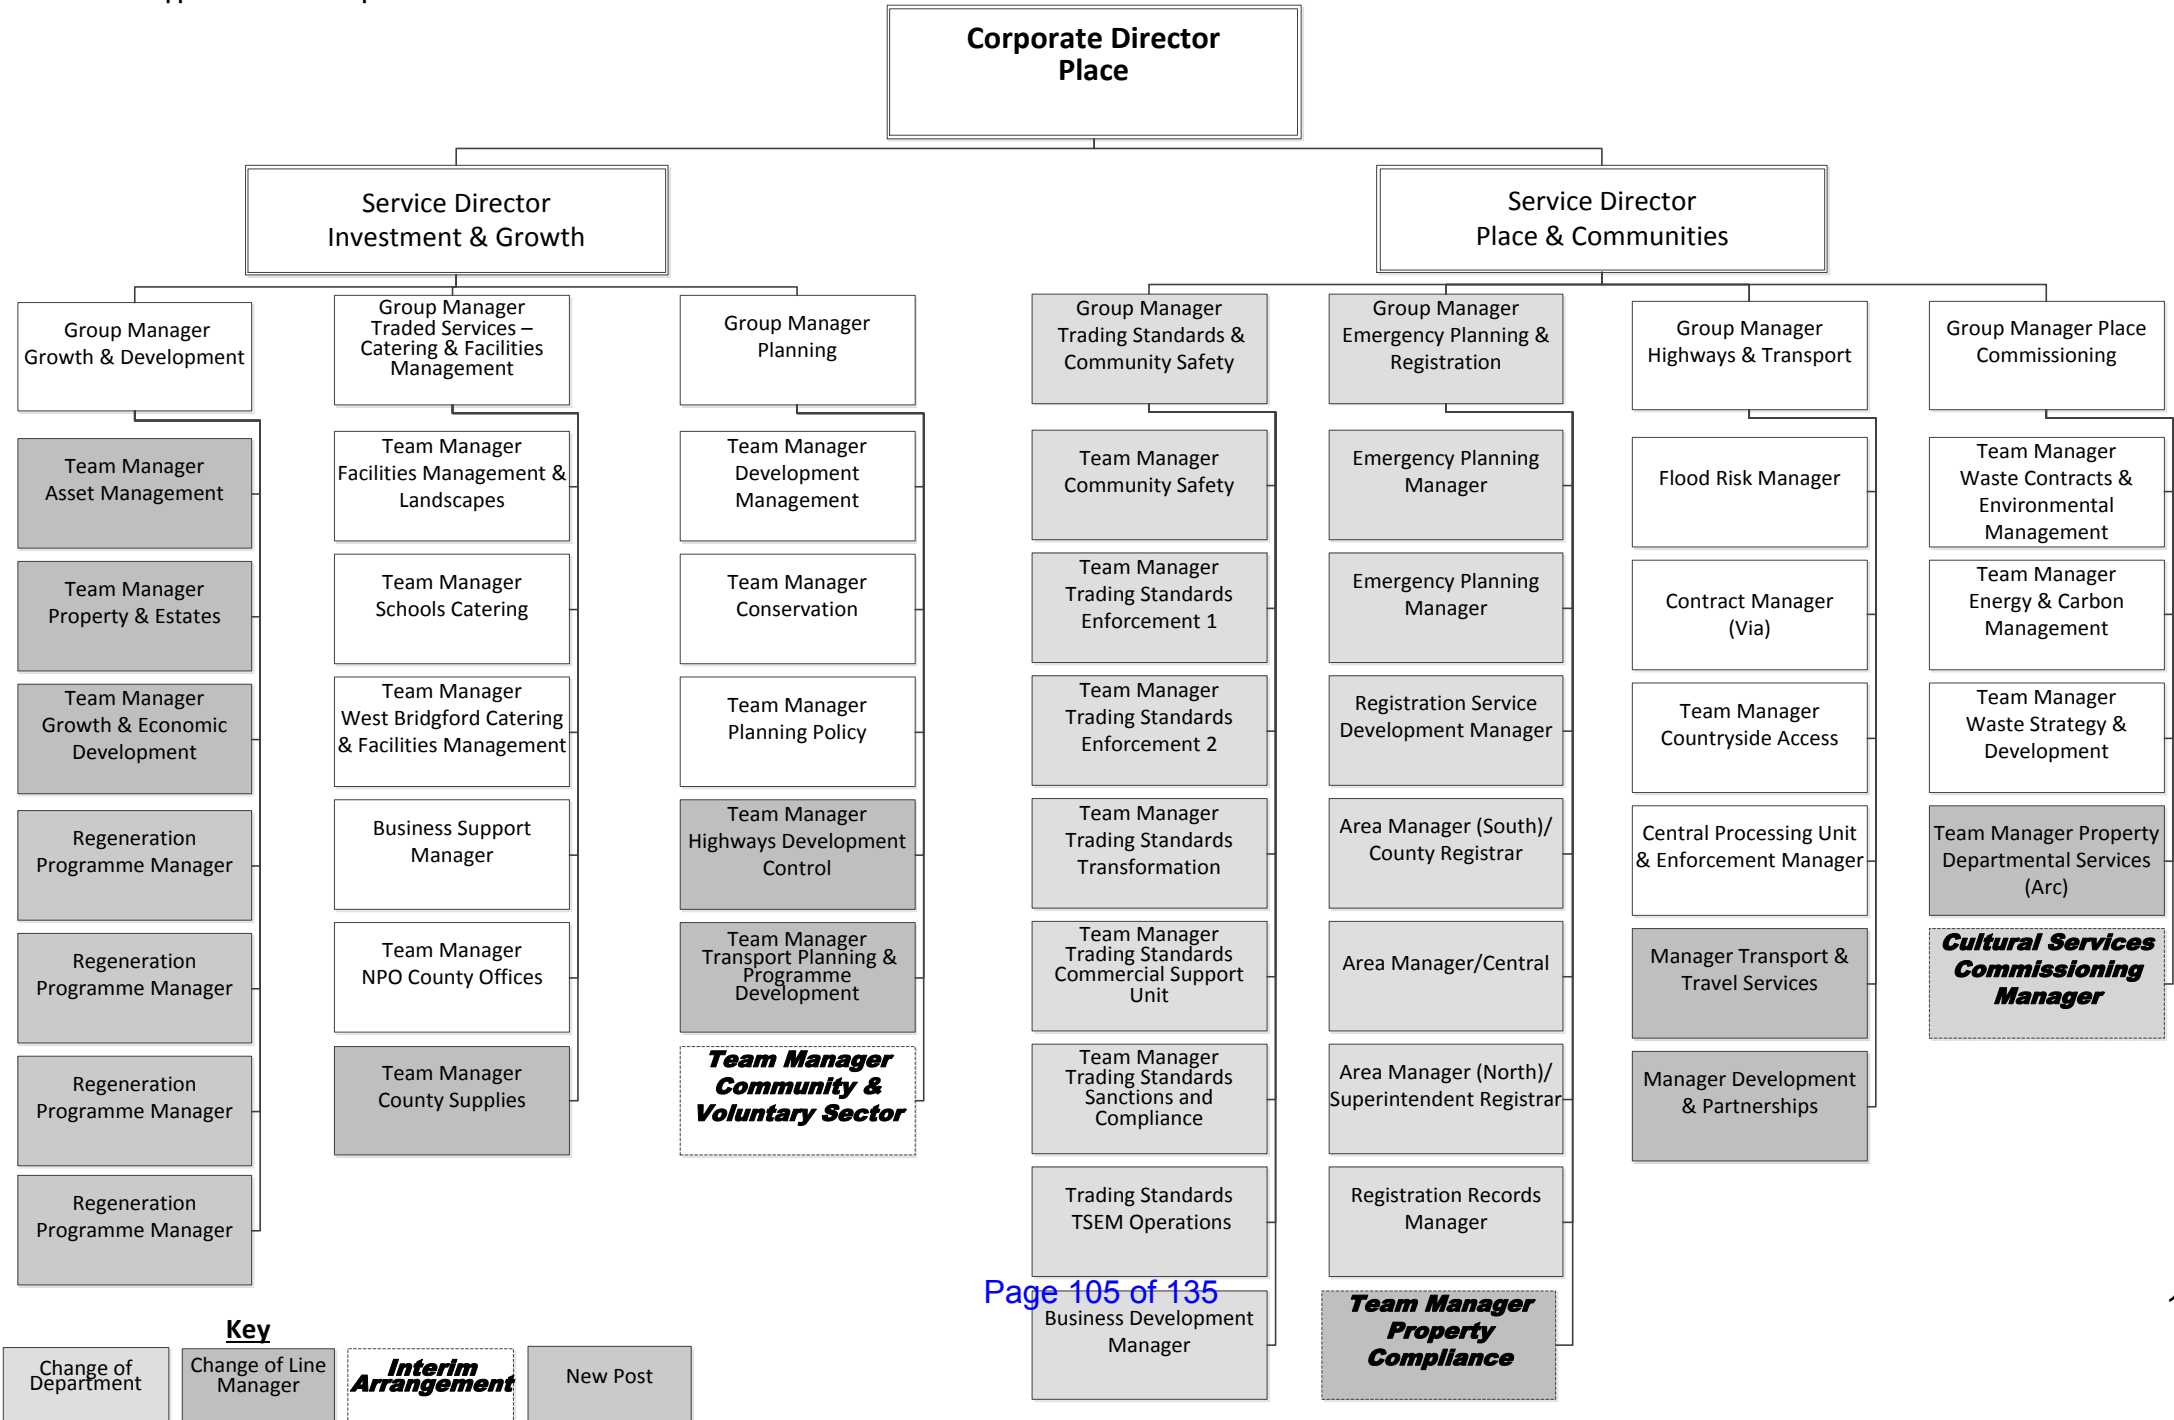 Corporate Director
Place
Service Director
Investment & Growth
Service Director
Place & Communities
Group Manager
Growth & Development
Team Manager
Asset Management
Team Manager
Property & Estates
Team Manager
Growth & Economic
Development
Regeneration
Programme Manager
Regeneration
Programme Manager
Regeneration
Programme Manager
Regeneration
Programme Manager
Group Manager
Traded Services –
Catering & Facilities
Management
Team Manager
Facilities Management &
Landscapes
Team Manager
Schools Catering
Team Manager
West Bridgford Catering
& Facilities Management
Business Support
Manager
Team Manager
NPO County Offices
Team Manager
County Supplies
Group Manager
Planning
Team Manager
Development
Management
Team Manager
Conservation
Team Manager
Planning Policy
Team Manager
Highways Development
Control
Team Manager
Transport Planning &
Programme
Development
Team Manager
Community &
Voluntary Sector
Group Manager
Trading Standards &
Community Safety
Team Manager
Community Safety
Team Manager
Trading Standards
Enforcement 1
Team Manager
Trading Standards
Enforcement 2
Team Manager
Trading Standards
Transformation
Team Manager
Trading Standards
Commercial Support
Unit
Team Manager
Trading Standards
Sanctions and
Compliance
Trading Standards
TSEM Operations
Business Development
Manager
Group Manager
Emergency Planning &
Registration
Emergency Planning
Manager
Emergency Planning
Manager
Registration Service
Development Manager
Area Manager (South)/
County Registrar
Area Manager/Central
Area Manager (North)/
Superintendent Registrar
Registration Records
Manager
Team Manager
Property
Compliance
Group Manager
Highways & Transport
Flood Risk Manager
Contract Manager
(Via)
Team Manager
Countryside Access
Central Processing Unit
& Enforcement Manager
Manager Transport &
Travel Services
Manager Development
& Partnerships
Group Manager Place
Commissioning
Team Manager
Waste Contracts &
Environmental
Management
Team Manager
Energy & Carbon
Management
Team Manager
Waste Strategy &
Development
Team Manager Property
Departmental Services
(Arc)
Cultural Services
Commissioning
Manager
Page 105 of 135
Key
Change of
Department
Change of Line
Manager
Interim
Arrangement
New Post